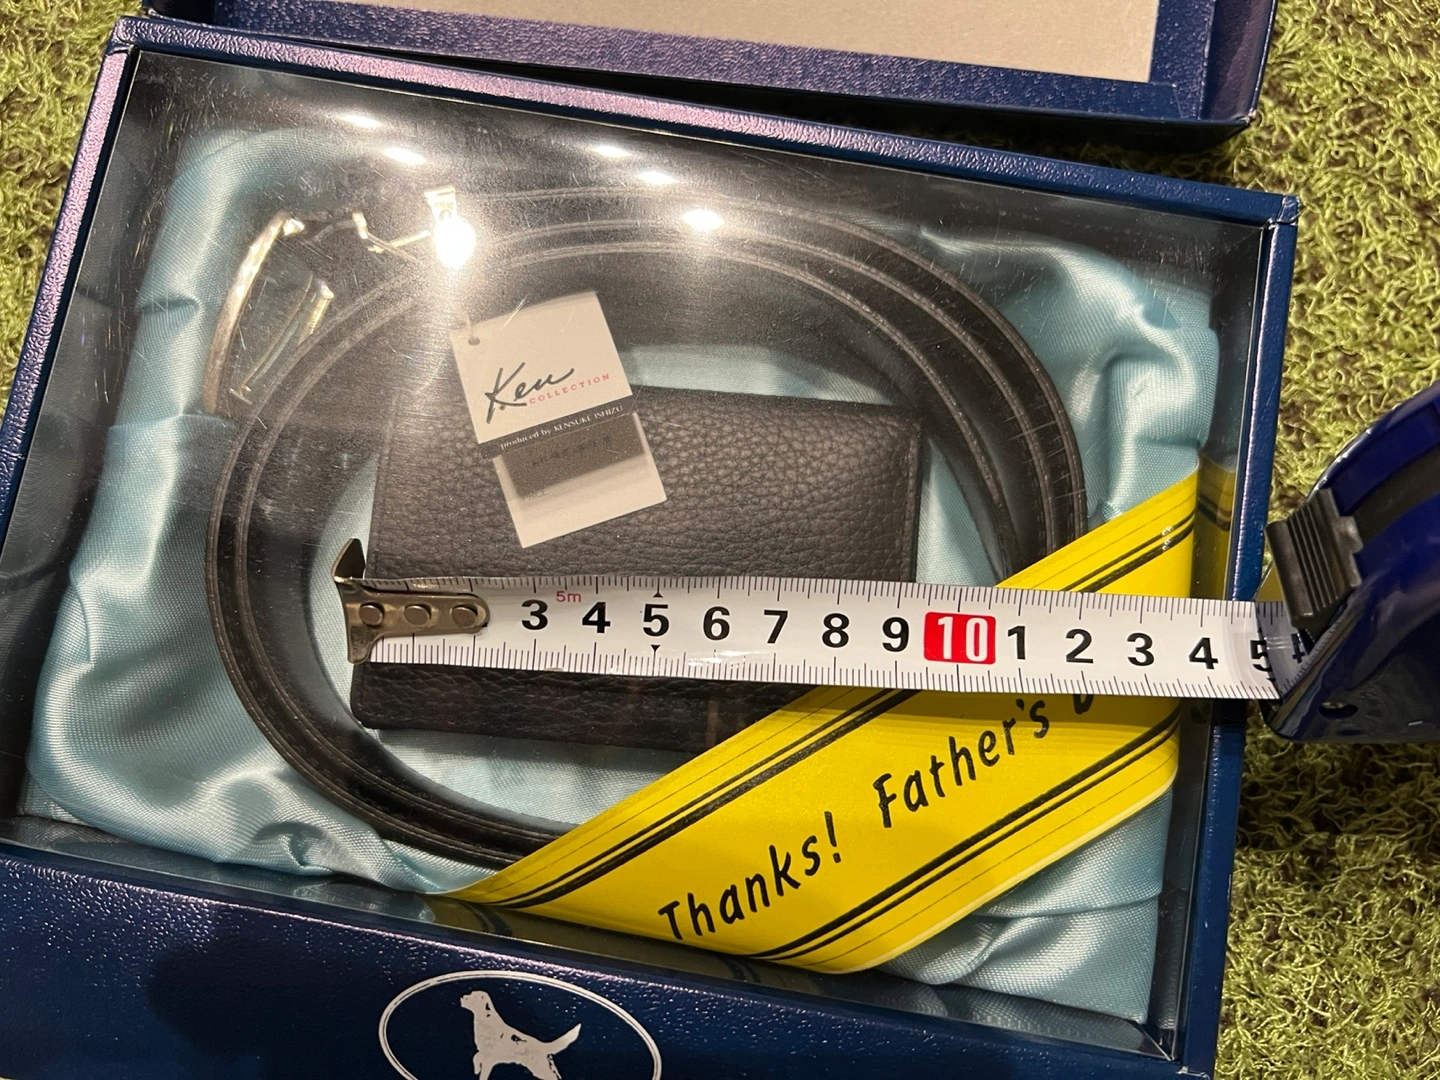 Ken
COLLECTION
produced by KENSUKE ISHIZU
5m
3 4 5 6 7 8 9 10 1 2 3 4 5
Thanks! Father's